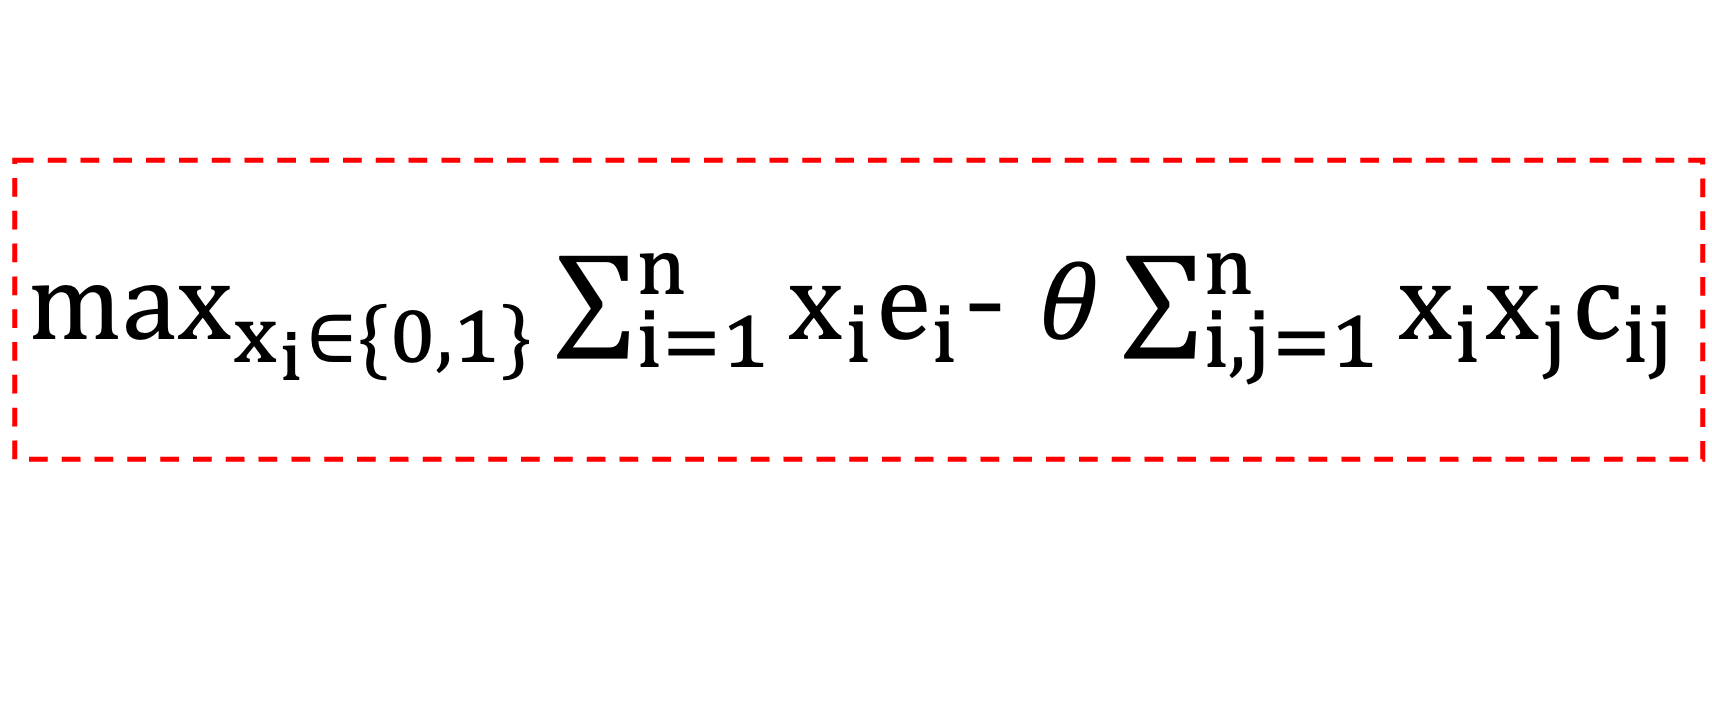 max_{x_i∈{0,1}} ∑_{i=1}^{n} x_i e_i - θ ∑_{i,j=1}^{n} x_i x_j c_{ij}